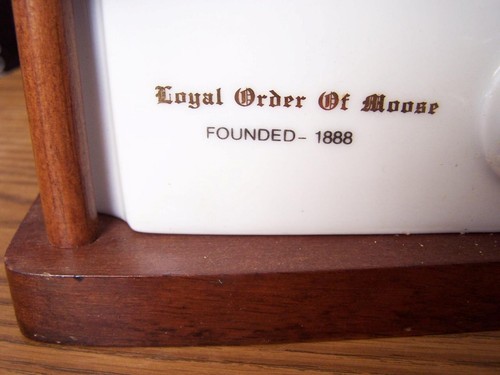 Loyal Order Of Moose
FOUNDED- 1888